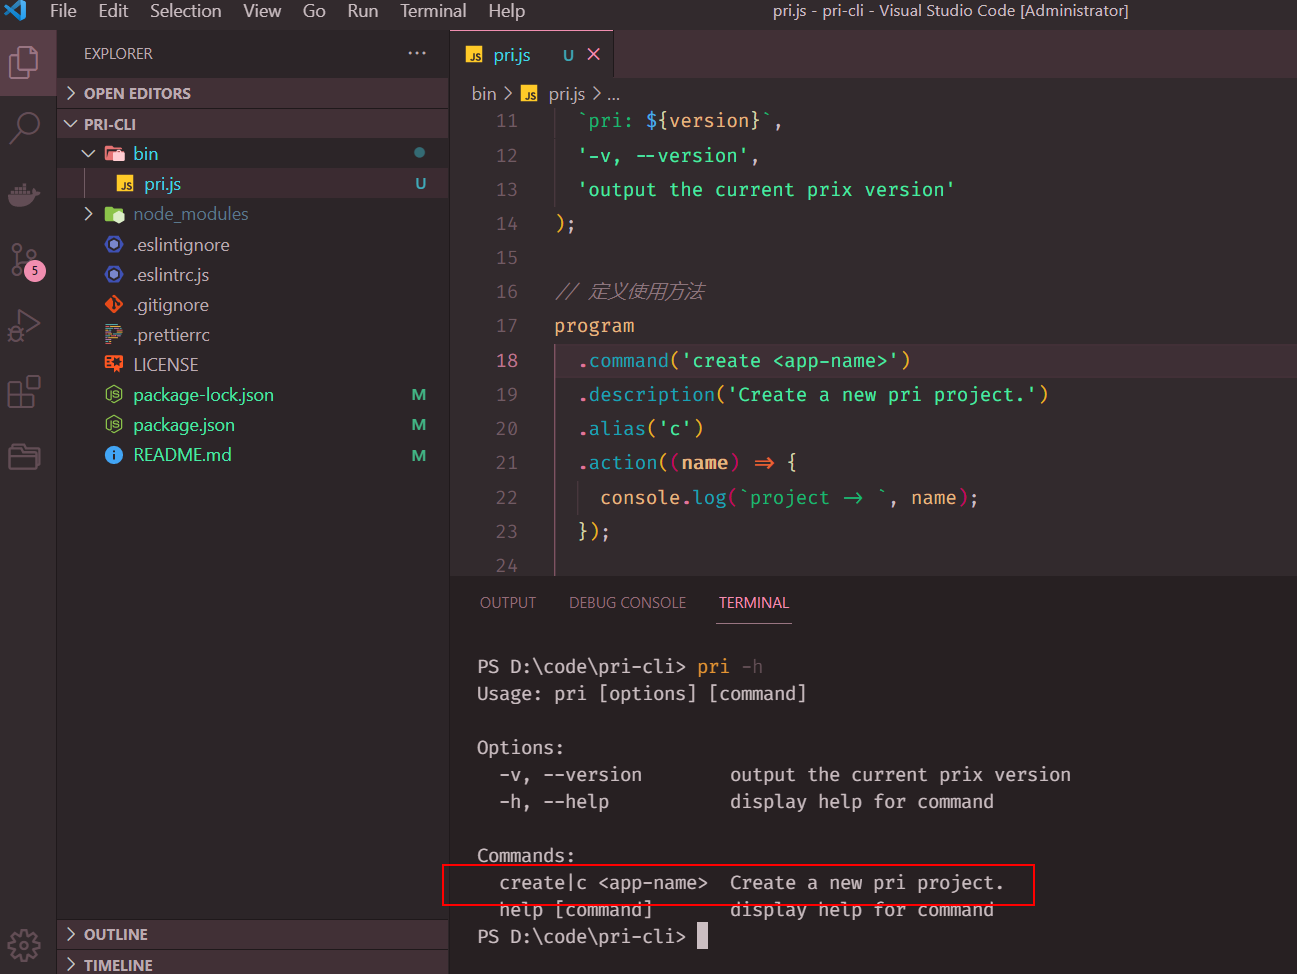 File Edit Selection View Go Run Terminal Help pri.js - pri-cli - Visual Studio Code [Administrator]
EXPLORER ...
OPEN EDITORS
PRI-CLI
bin
JS pri.js U
node_modules
.eslintignore
.eslintrc.js
.gitignore
.prettierrc
LICENSE
package-lock.json M
package.json M
README.md M
5
OUTLINE
TIMELINE
JS pri.js U
bin > JS pri.js > ...
11 `pri: ${version}`,
12 '-v, --version',
13 'output the current prix version'
14 );
15
16 // 定义使用方法
17 program
18 .command('create <app-name>')
19 .description('Create a new pri project.')
20 .alias('c')
21 .action((name) => {
22 console.log(`project -> `, name);
23 });
24
OUTPUT DEBUG CONSOLE TERMINAL
PS D:\code\pri-cli> pri -h
Usage: pri [options] [command]
Options:
-v, --version output the current prix version
-h, --help display help for command
Commands:
create|c <app-name> Create a new pri project.
help [command] display help for command
PS D:\code\pri-cli>